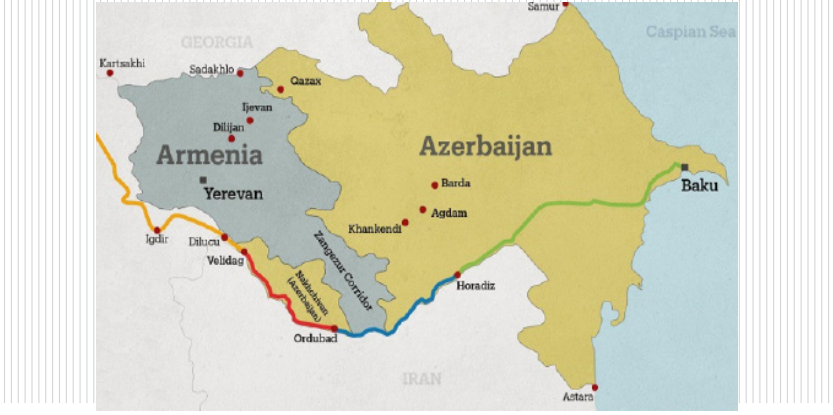 Samur
Caspian Sea
GEORGIA
Kartsakhi
Sadakhlo
Qazax
Ijevan
Dilijan
Armenia
Azerbaijan
Yerevan
Barda
Baku
Agdam
Khankendi
Igdir
Dilucu
Velidag
Zangezur Corridor
Nakhchivan
(Azerbaijan)
Horadiz
Ordubad
IRAN
Astara